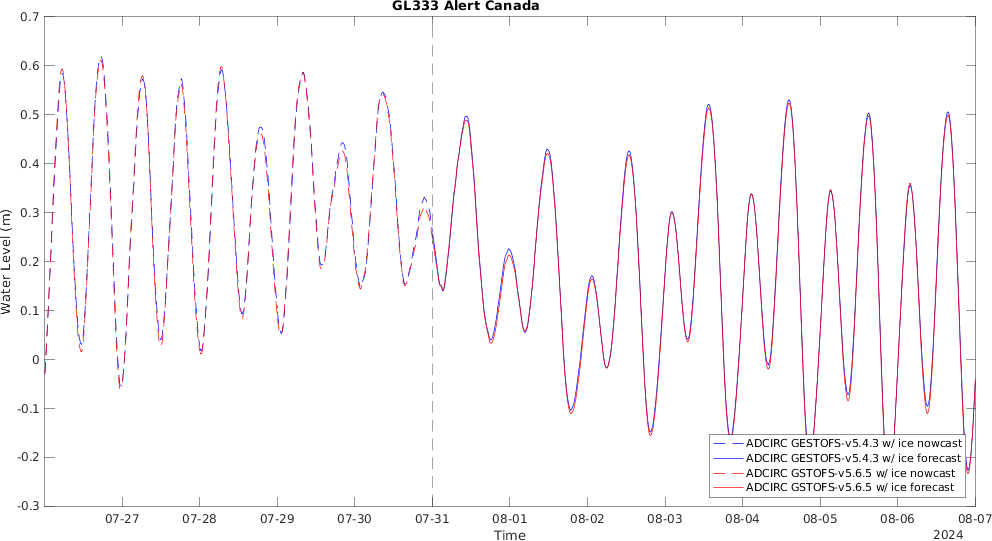 GL333 Alert Canada
0.7
0.6
0.5
0.4
0.3
0.2
0.1
0
-0.1
-0.2
-0.3
Water Level (m)
ADCIRC GESTOFS-v5.4.3 w/ ice nowcast
ADCIRC GESTOFS-v5.4.3 w/ ice forecast
ADCIRC GSTOFS-v5.6.5 w/ ice nowcast
ADCIRC GSTOFS-v5.6.5 w/ ice forecast
07-27 07-28 07-29 07-30 07-31 08-01 08-02 08-03 08-04 08-05 08-06 08-07
Time
2024